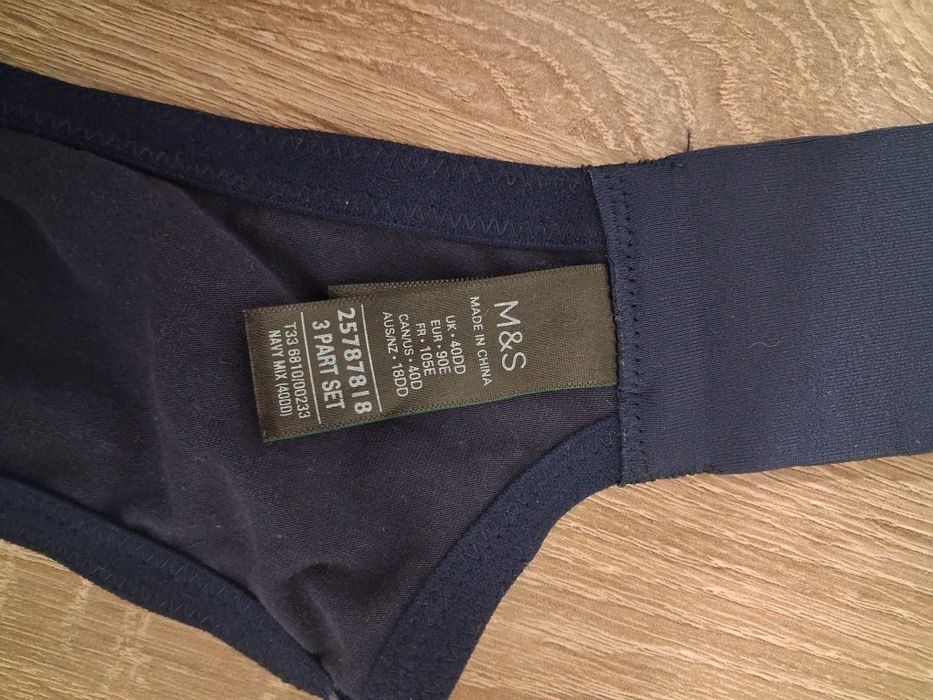 M&S
MADE IN CHINA
UK•40DD
EUR•90E
FR•105E
CAN/US•40D
AUS/NZ•18DD
25787818
3 PART SET
T33 6810/00233
NAVY MIX (40DD)